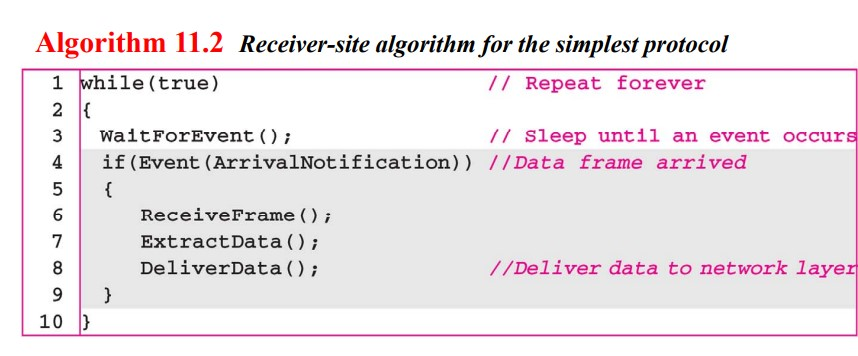 Algorithm 11.2 Receiver-site algorithm for the simplest protocol
1 while(true) // Repeat forever
2 {
3 WaitForEvent(); // Sleep until an event occurs
4 if(Event(ArrivalNotification)) //Data frame arrived
5 {
6 ReceiveFrame();
7 ExtractData();
8 DeliverData(); //Deliver data to network layer
9 }
10 }